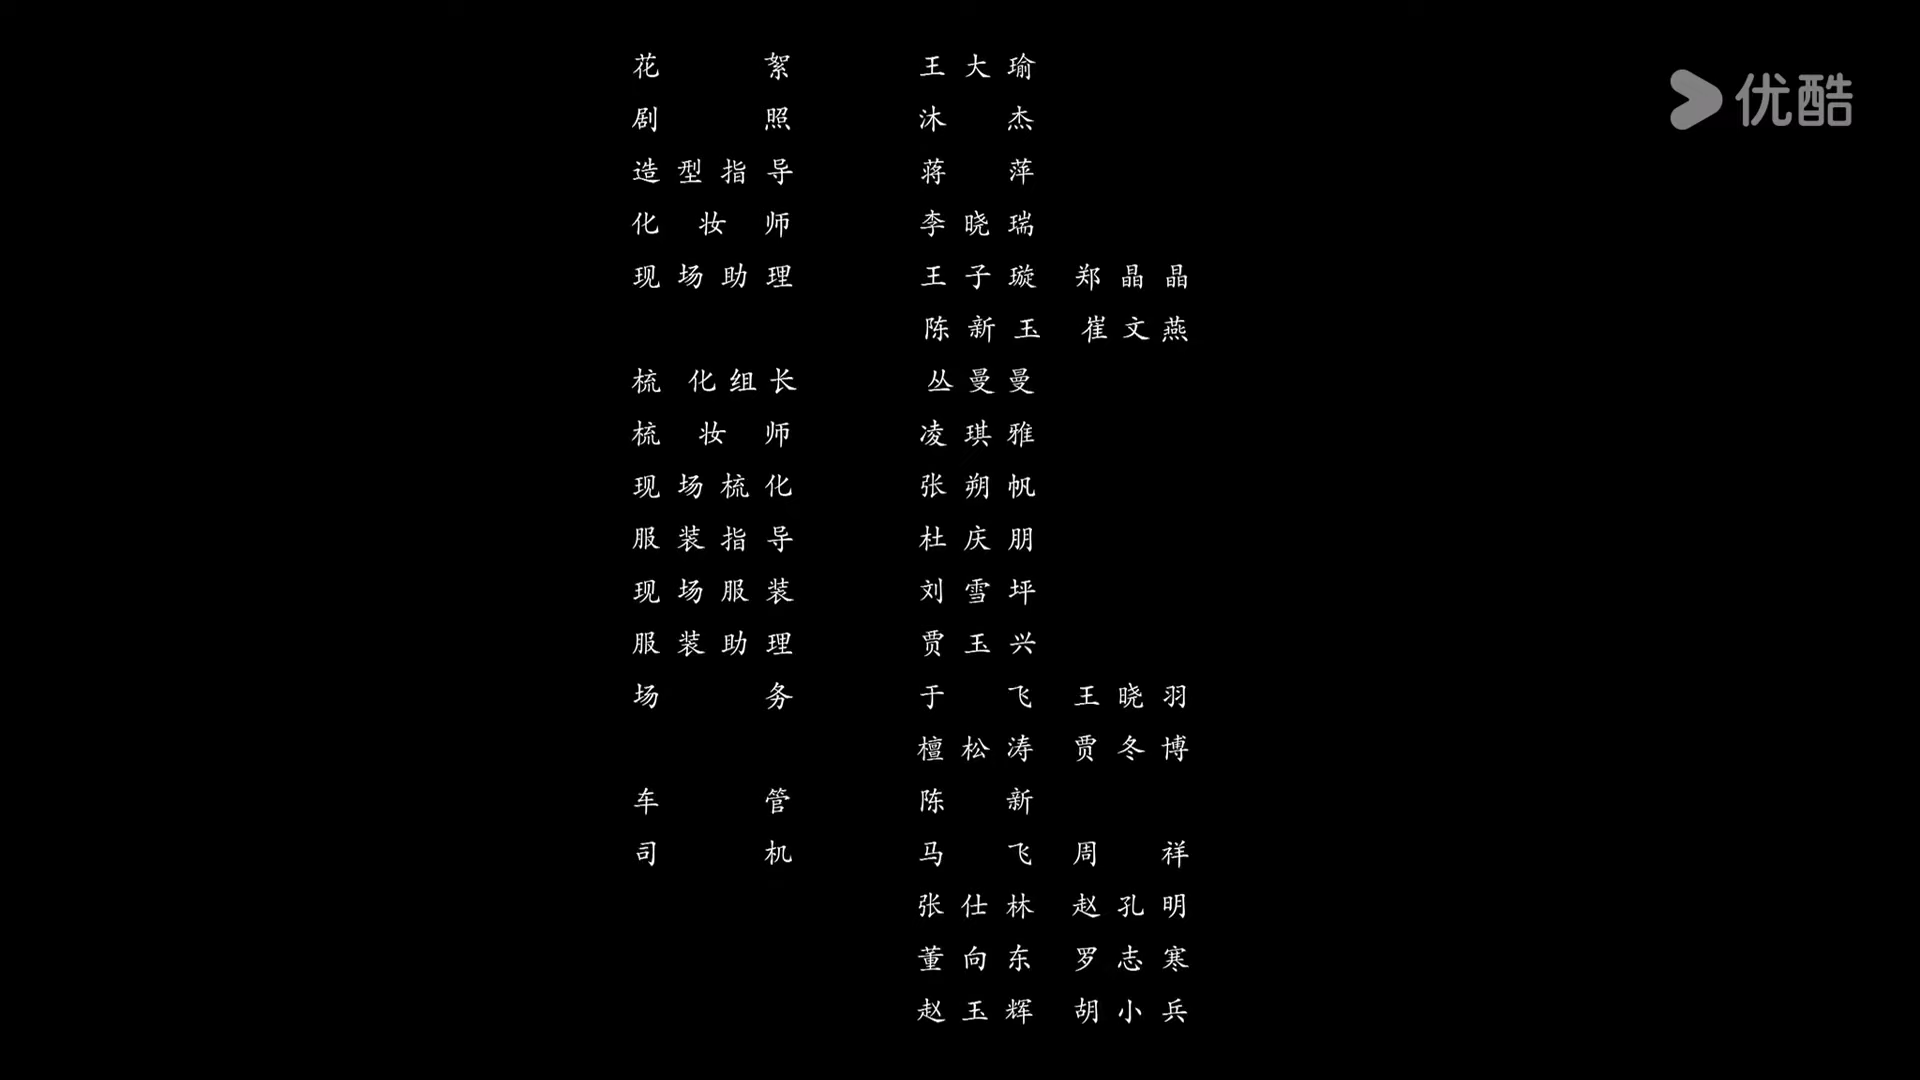 花絮 王大瑜
优酷
剧照 沐杰
造型指导 蒋萍
化妆师 李晓瑞
现场助理 王子璇 郑晶晶
陈新玉 崔文燕
梳化组长 丛曼曼
梳妆师 凌琪雅
现场梳化 张朔帆
服装指导 杜庆朋
现场服装 刘雪坪
服装助理 贾玉兴
场务 于飞 王晓羽
檀松涛 贾冬博
车管 陈新
司机 马飞 周祥
张仕林 赵孔明
董向东 罗志寒
赵玉辉 胡小兵